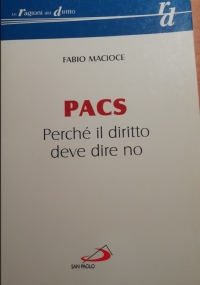 Le ragioni del diritto
rd
FABIO MACIOCE
PACS
Perché il diritto
deve dire no
SAN PAOLO